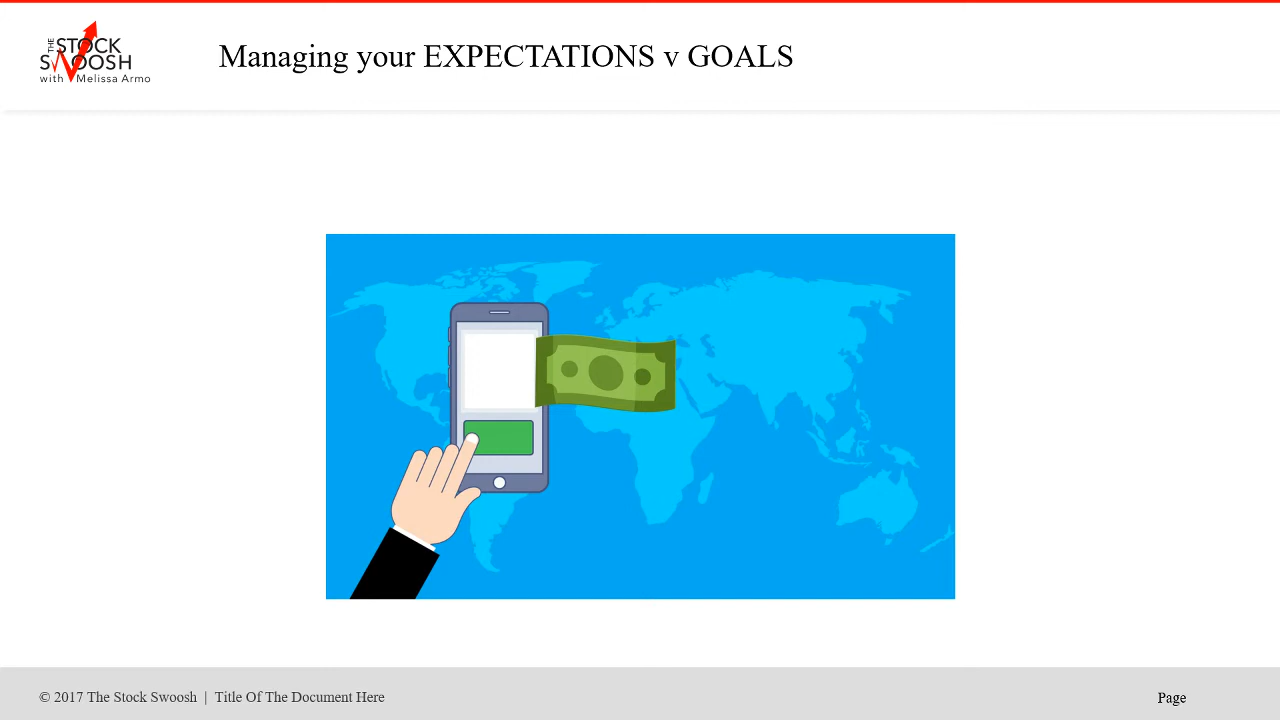 THE STOCK
SWOOSH
with Melissa Armo
Managing your EXPECTATIONS v GOALS
© 2017 The Stock Swoosh | Title Of The Document Here
Page